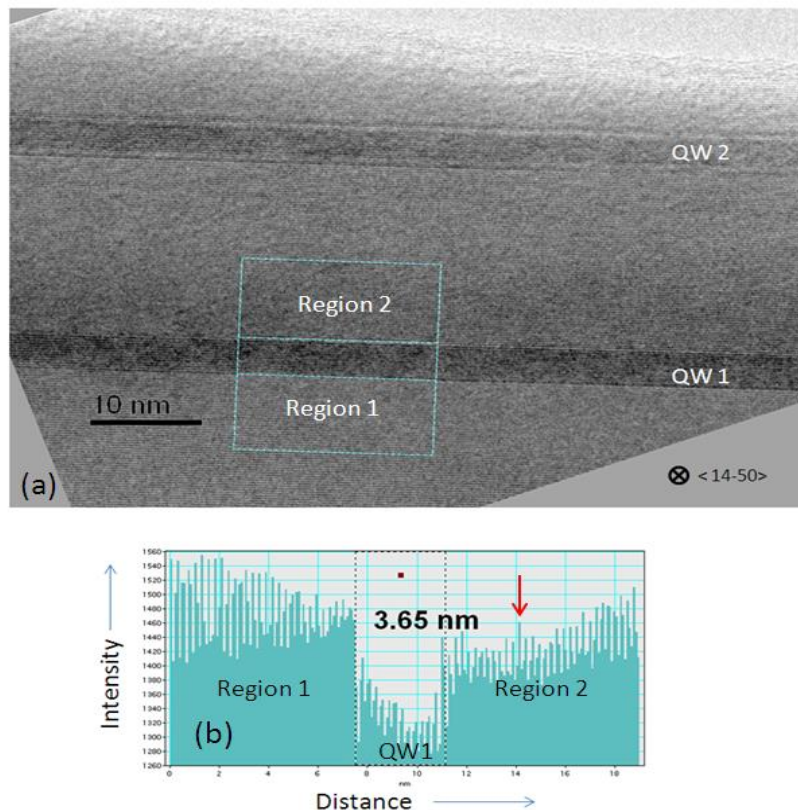 QW 2
Region 2
QW 1
10 nm
Region 1
(a)
< 14-50>
1560
1540
1520
1500
1480
1460
1440
1420
1400
1380
1360
1340
1320
1300
1280
1260
3.65 nm
Intensity
Region 1
Region 2
(b)
QW1
0 2 4 6 8 10 12 14 16 18
nm
Distance